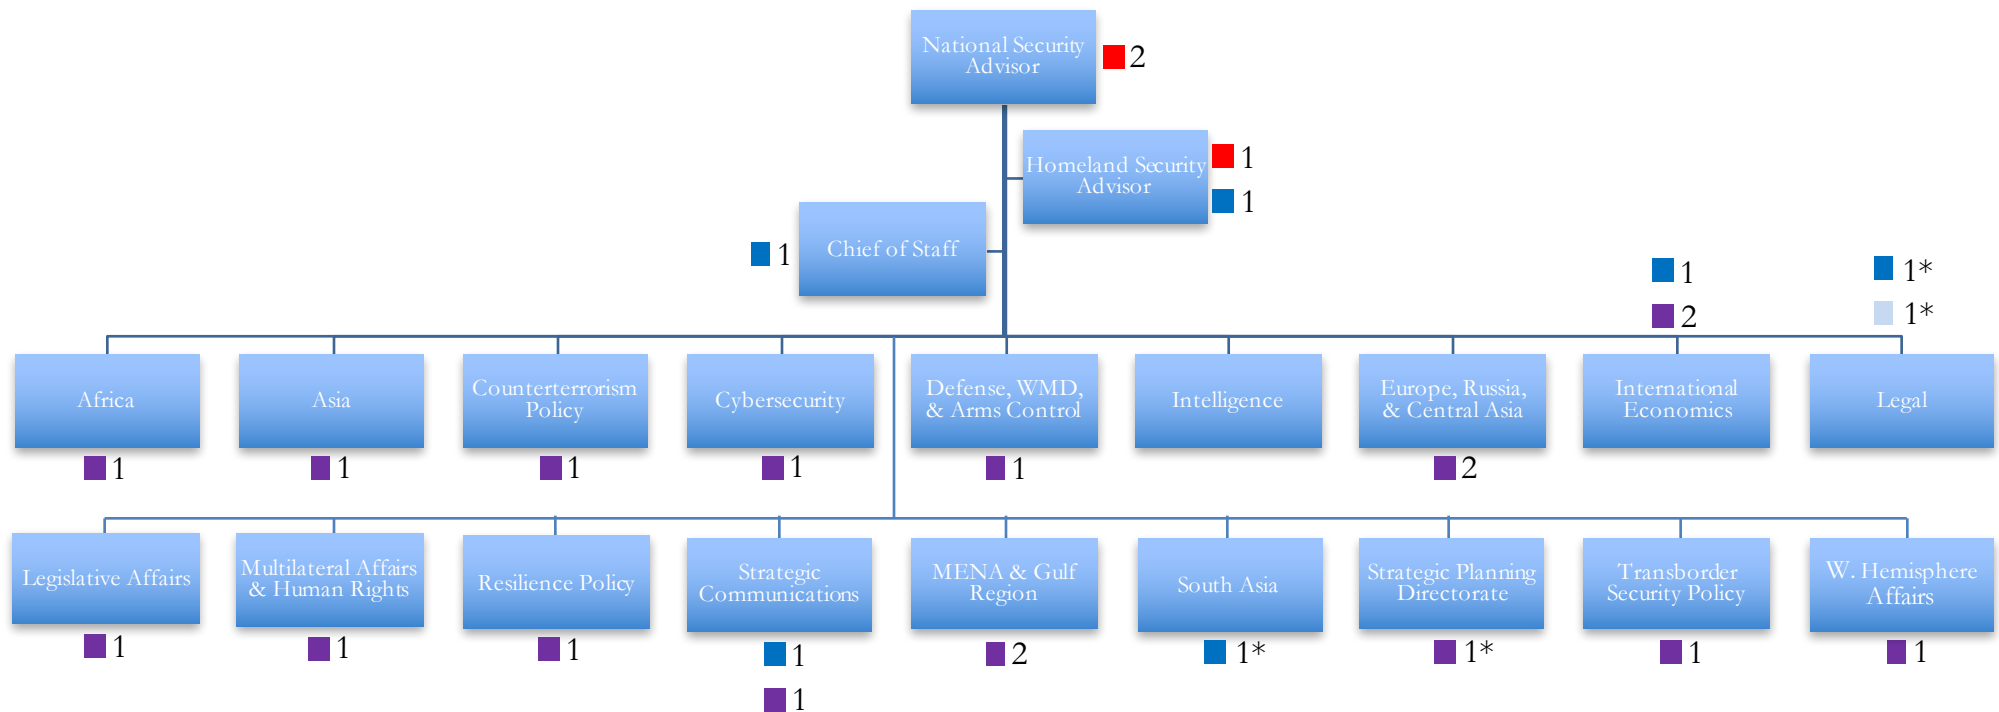 National Security
Advisor
2
Homeland Security
Advisor
1
1
Chief of Staff
1
1
2
1*
1*
Africa
1
Asia
1
Counterterrorism
Policy
1
Cybersecurity
1
Defense, WMD,
& Arms Control
1
Intelligence
Europe, Russia,
& Central Asia
2
International
Economics
Legal
Legislative Affairs
1
Multilateral Affairs
& Human Rights
1
Resilience Policy
1
Strategic
Communications
1
1
MENA & Gulf
Region
2
South Asia
1*
Strategic Planning
Directorate
1*
Transborder
Security Policy
1
W. Hemisphere
Affairs
1